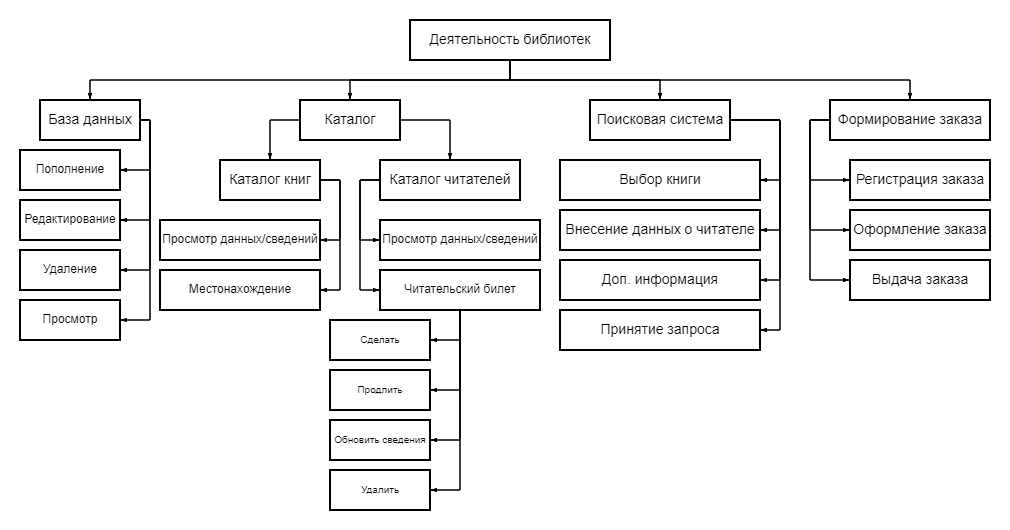 Деятельность библиотек
База данных
Каталог
Поисковая система
Формирование заказа
Пополнение
Редактирование
Удаление
Просмотр
Каталог книг
Каталог читателей
Просмотр данных/сведений
Местонахождение
Просмотр данных/сведений
Читательский билет
Сделать
Продлить
Обновить сведения
Удалить
Выбор книги
Внесение данных о читателе
Доп. информация
Принятие запроса
Регистрация заказа
Оформление заказа
Выдача заказа